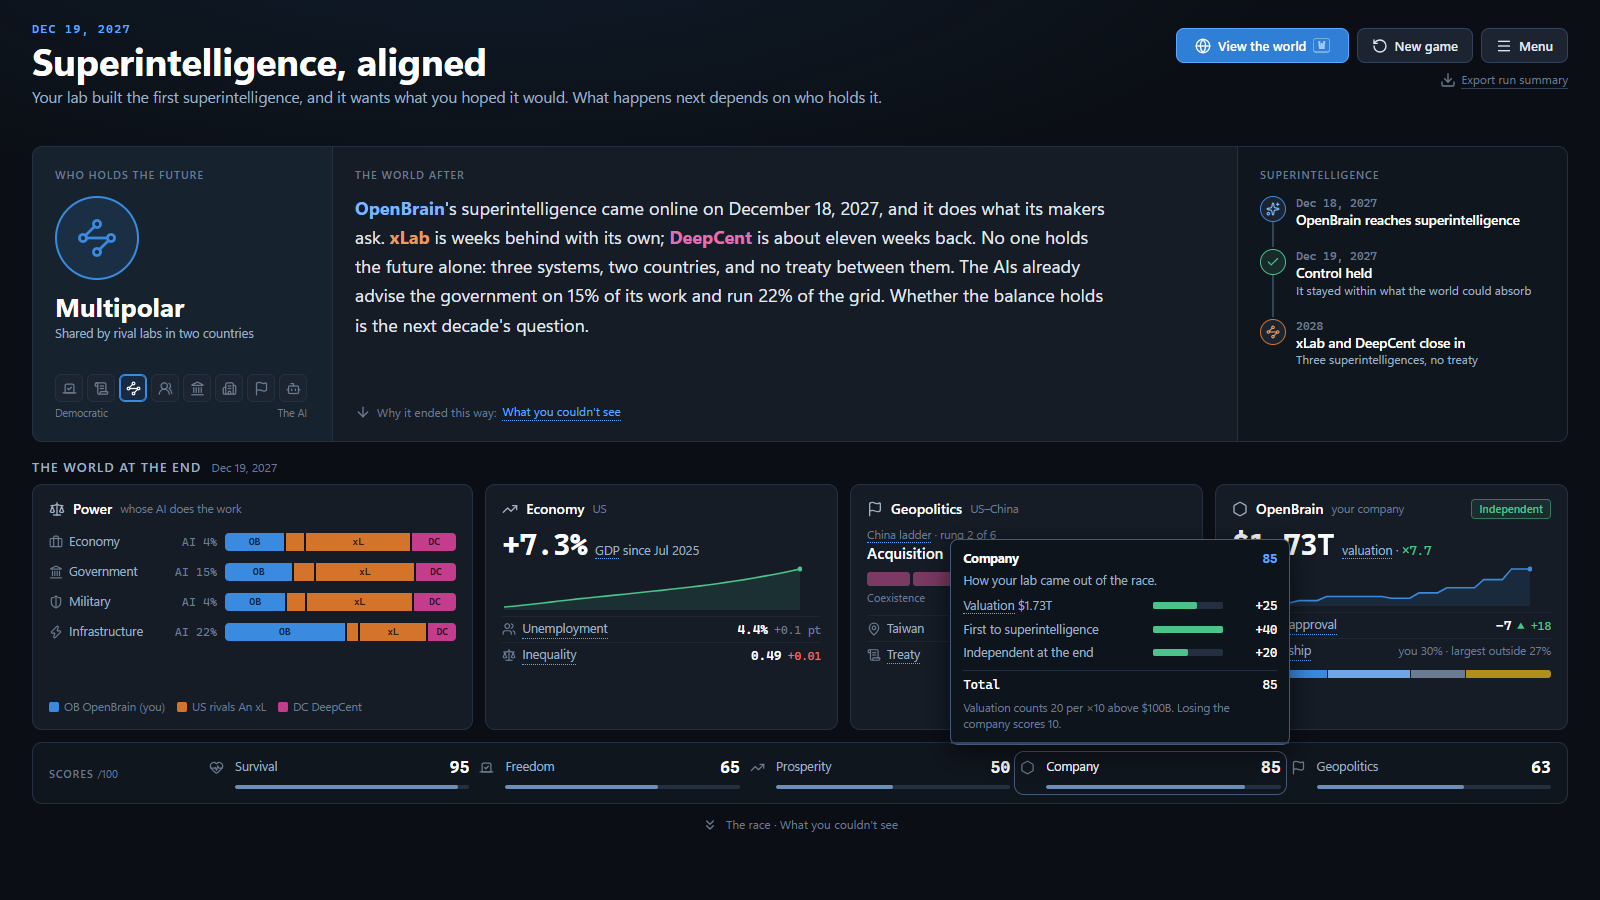 DEC 19, 2027
Superintelligence, aligned
Your lab built the first superintelligence, and it wants what you hoped it would. What happens next depends on who holds it.
View the world W
New game
Menu
Export run summary
WHO HOLDS THE FUTURE
Multipolar
Shared by rival labs in two countries
Democratic
The AI
THE WORLD AFTER
OpenBrain's superintelligence came online on December 18, 2027, and it does what its makers
ask. xLab is weeks behind with its own; DeepCent is about eleven weeks back. No one holds
the future alone: three systems, two countries, and no treaty between them. The AIs already
advise the government on 15% of its work and run 22% of the grid. Whether the balance holds
is the next decade's question.
Why it ended this way: What you couldn't see
SUPERINTELLIGENCE
Dec 18, 2027
OpenBrain reaches superintelligence
Dec 19, 2027
Control held
It stayed within what the world could absorb
2028
xLab and DeepCent close in
Three superintelligences, no treaty
THE WORLD AT THE END Dec 19, 2027
Power whose AI does the work
Economy AI 4% OB xL DC
Government AI 15% OB xL DC
Military AI 4% OB xL DC
Infrastructure AI 22% OB xL DC
OB OpenBrain (you) US rivals An xL DC DeepCent
Economy US
+7.3% GDP since Jul 2025
Unemployment 4.4% +0.1 pt
Inequality 0.49 +0.01
Geopolitics US–China
China ladder · rung 2 of 6
Acquisition
Coexistence
Taiwan
Treaty
OpenBrain your company Independent
73T valuation · ×7.7
approval −7 ▲ +18
ship you 30% · largest outside 27%
Company 85
How your lab came out of the race.
Valuation $1.73T +25
First to superintelligence +40
Independent at the end +20
Total 85
Valuation counts 20 per ×10 above $100B. Losing the
company scores 10.
SCORES /100
Survival 95
Freedom 65
Prosperity 50
Company 85
Geopolitics 63
The race · What you couldn't see